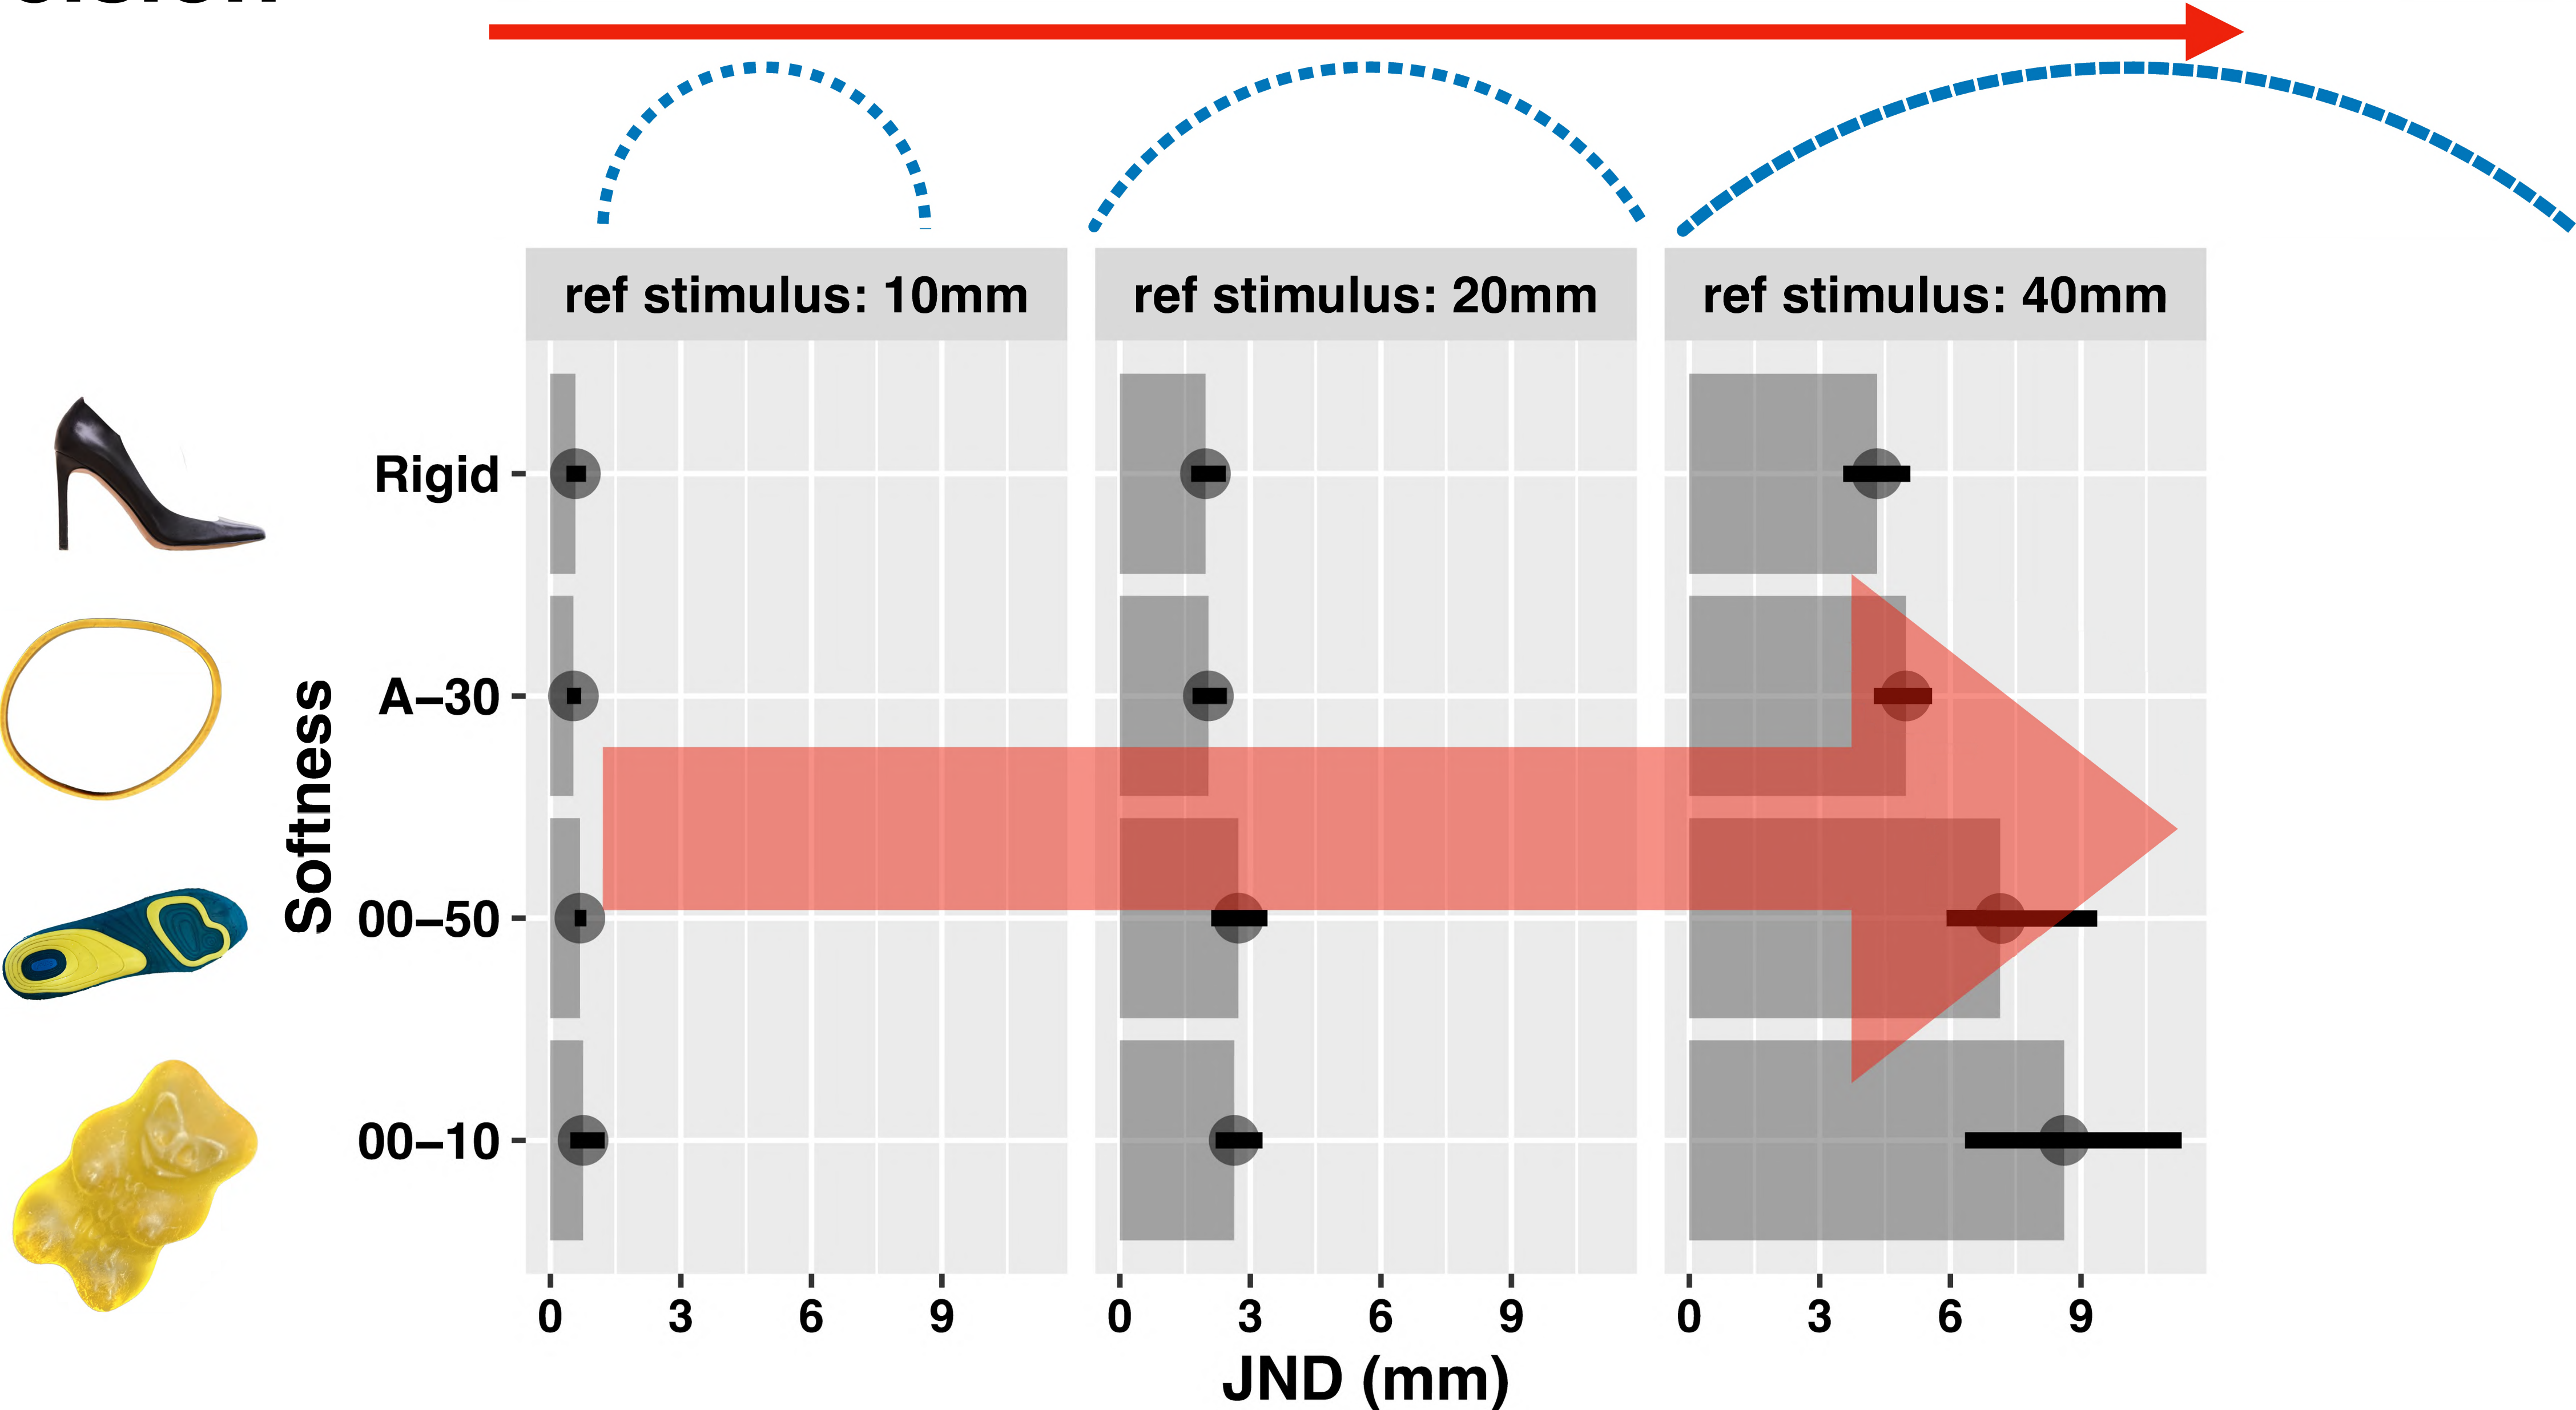 ref stimulus: 10mm
ref stimulus: 20mm
ref stimulus: 40mm
Softness
Rigid
A–30
00–50
00–10
0 3 6 9
0 3 6 9
0 3 6 9
JND (mm)